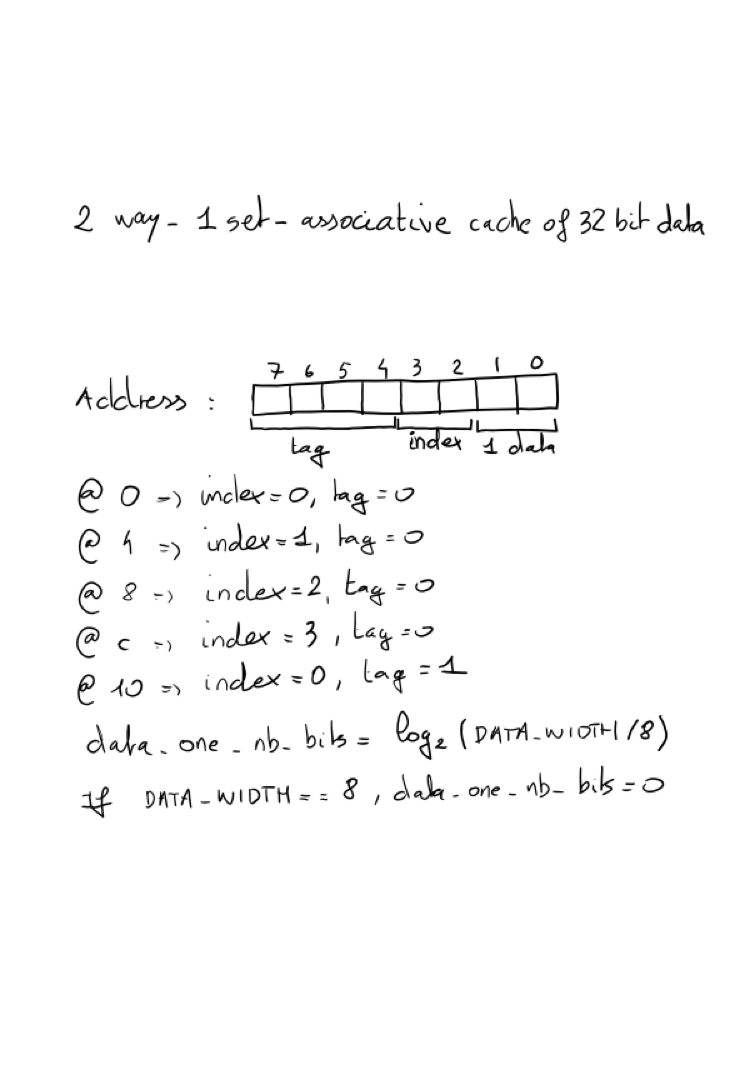 2 way - 1 set - associative cache of 32 bit data
7 6 5 4 3 2 1 0
Address :
tag index 1 data
@ 0 => index = 0, tag = 0
@ 4 => index = 1, tag = 0
@ 8 => index = 2, tag = 0
@ c => index = 3, tag = 0
@ 10 => index = 0, tag = 1
data_one_nb_bits = log₂ (DATA_WIDTH/8)
If DATA_WIDTH == 8, data_one_nb_bits = 0